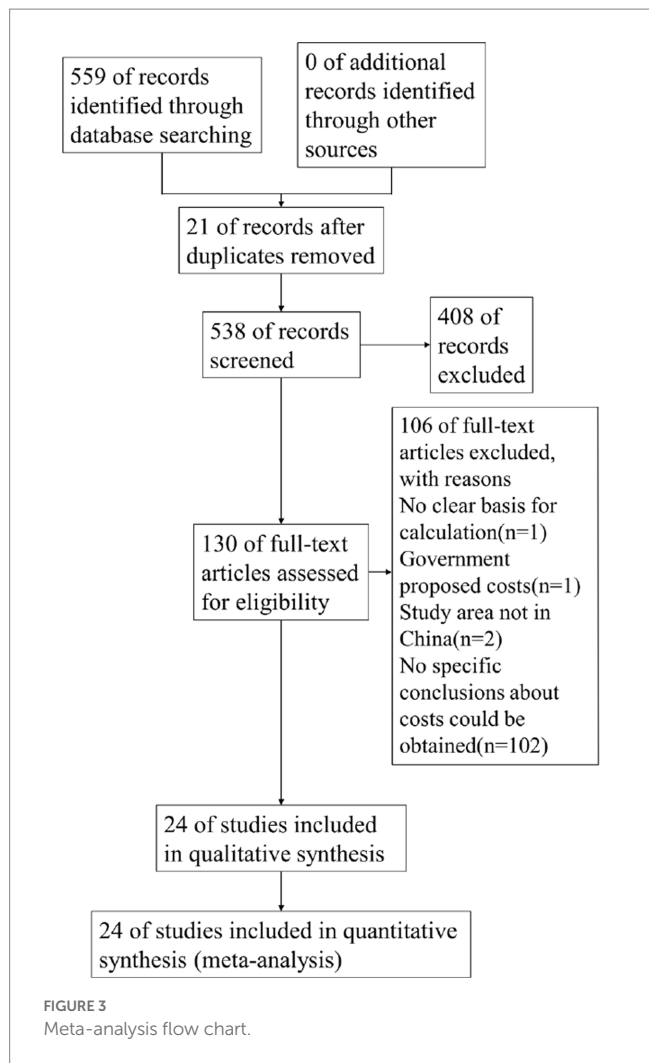 559 of records
identified through
database searching
0 of additional
records identified
through other
sources
21 of records after
duplicates removed
538 of records
screened
408 of
records
excluded
130 of full-text
articles assessed
for eligibility
106 of full-text
articles excluded,
with reasons
No clear basis for
calculation(n=1)
Government
proposed costs(n=1)
Study area not in
China(n=2)
No specific
conclusions about
costs could be
obtained(n=102)
24 of studies included
in qualitative synthesis
24 of studies included in quantitative
synthesis (meta-analysis)
FIGURE 3
Meta-analysis flow chart.